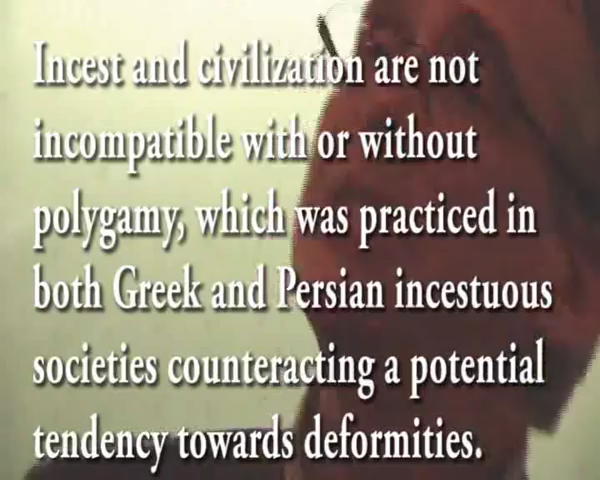 Incest and civilization are not
incompatible with or without
polygamy, which was practiced in
both Greek and Persian incestuous
societies counteracting a potential
tendency towards deformities.